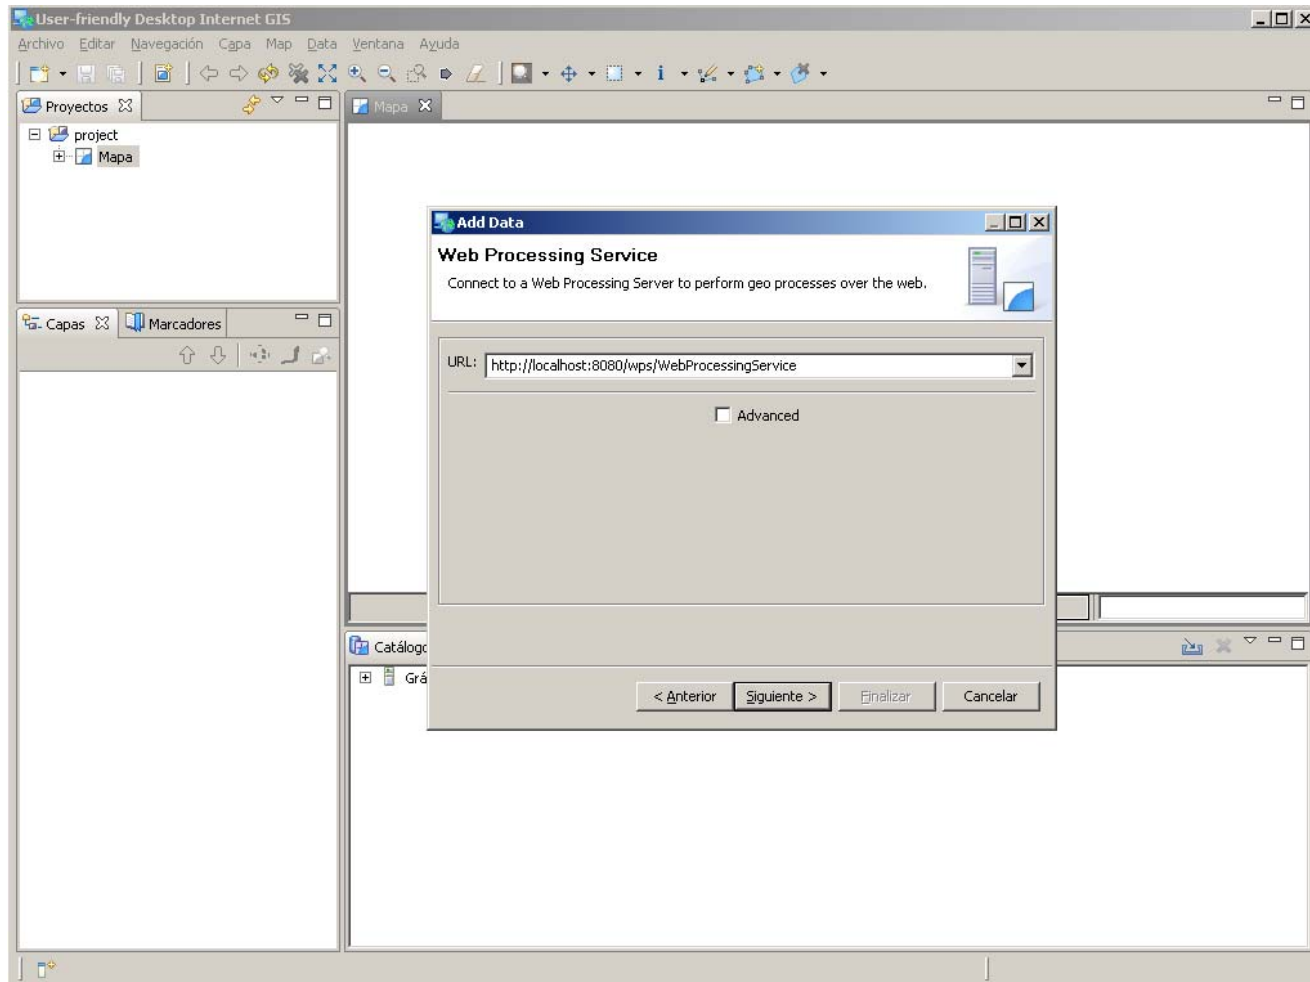 User-friendly Desktop Internet GIS
Archivo Editar Navegación Capa Map Data Ventana Ayuda
Proyectos
Mapa
project
Mapa
Add Data
Web Processing Service
Connect to a Web Processing Server to perform geo processes over the web.
Capas Marcadores
URL: http://localhost:8080/wps/WebProcessingService
Advanced
Catálogo
Grá
< Anterior Siguiente > Finalizar Cancelar